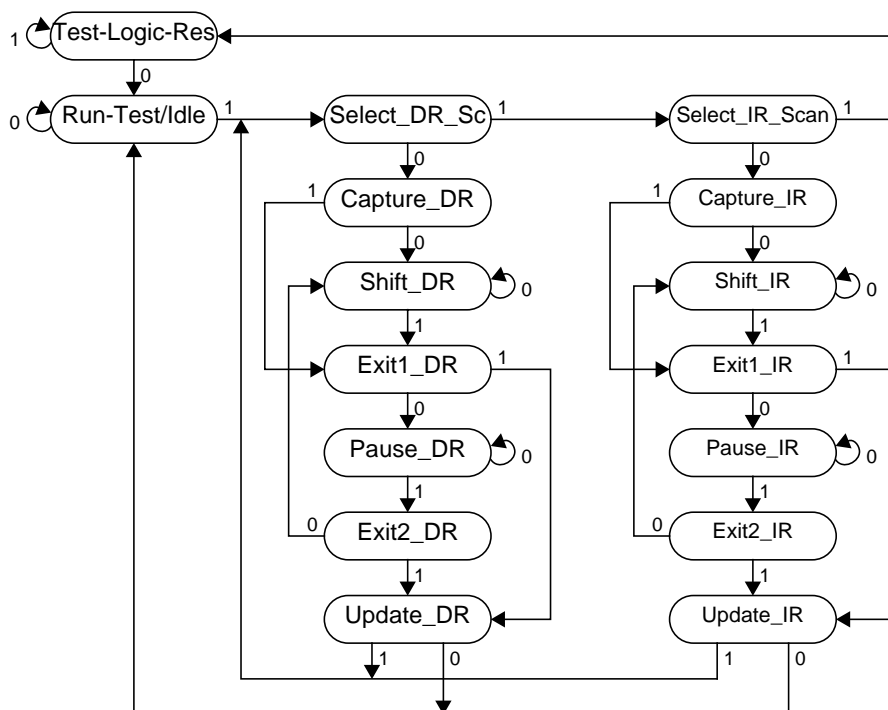 Test-Logic-Res
1
0
Run-Test/Idle
0
1
Select_DR_Sc
1
Select_IR_Scan
1
0
0
1
Capture_DR
1
Capture_IR
0
0
Shift_DR
0
Shift_IR
0
1
1
Exit1_DR
1
Exit1_IR
1
0
0
Pause_DR
0
Pause_IR
0
1
1
0
Exit2_DR
0
Exit2_IR
1
1
Update_DR
Update_IR
1
0
1
0